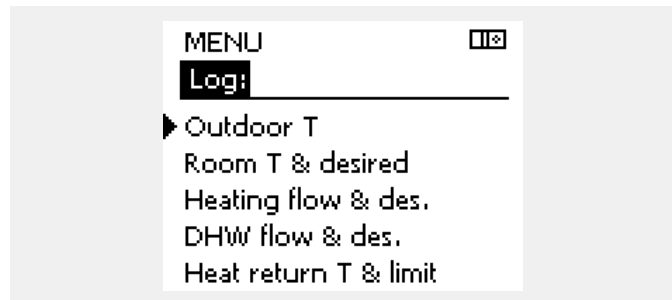 MENU
Log:
Outdoor T
Room T & desired
Heating flow & des.
DHW flow & des.
Heat return T & limit